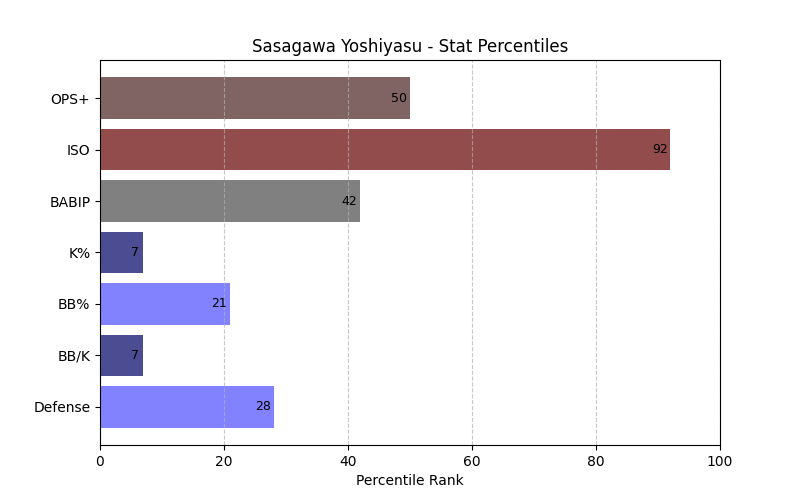 Sasagawa Yoshiyasu - Stat Percentiles
OPS+ 50
ISO 92
BABIP 42
K% 7
BB% 21
BB/K 7
Defense 28
0 20 40 60 80 100
Percentile Rank